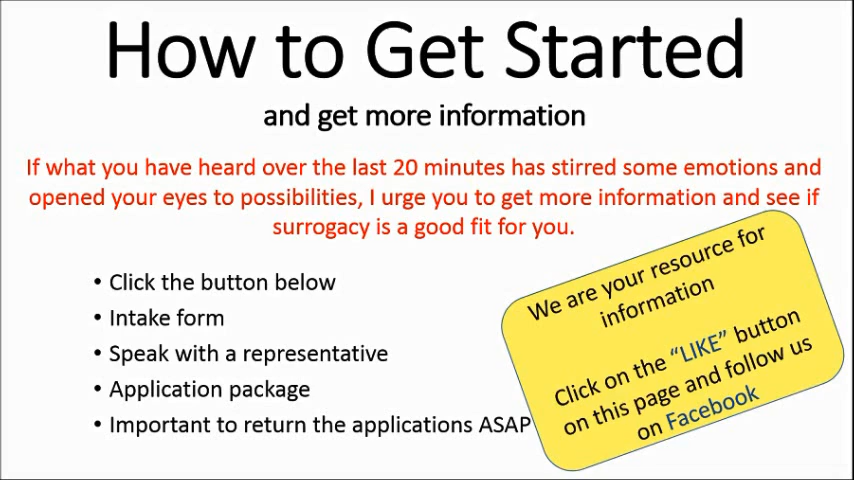 How to Get Started
and get more information
If what you have heard over the last 20 minutes has stirred some emotions and
opened your eyes to possibilities, I urge you to get more information and see if
surrogacy is a good fit for you.
• Click the button below
• Intake form
• Speak with a representative
• Application package
• Important to return the applications ASAP
We are your resource for
information
Click on the “LIKE” button
on this page and follow us
on Facebook